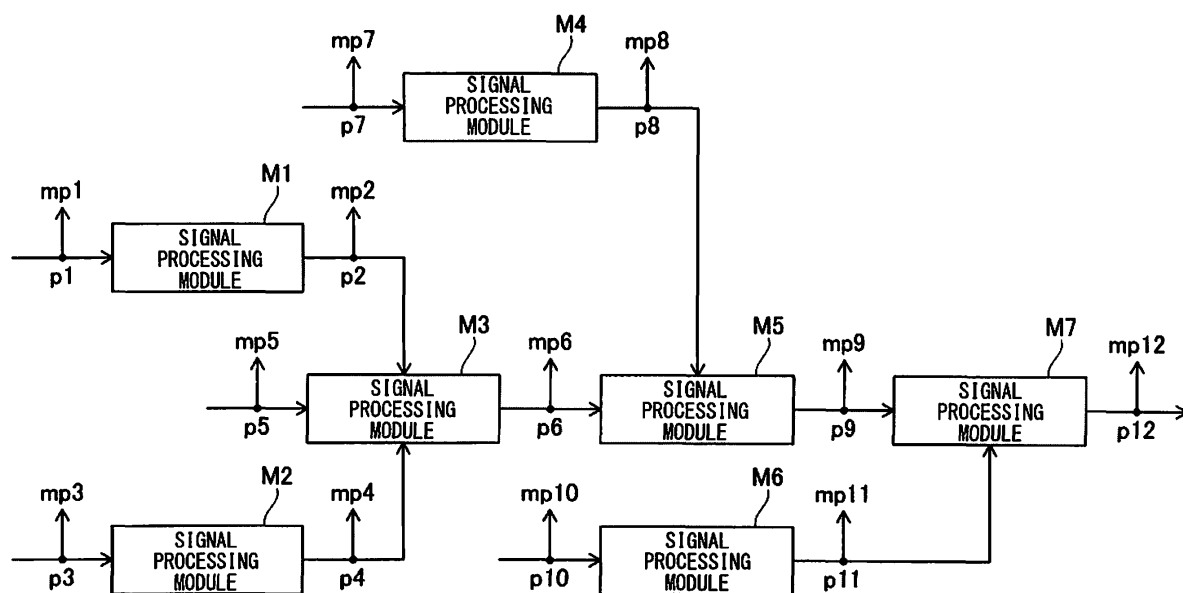 mp7
M4
mp8
SIGNAL
PROCESSING
MODULE
p7
p8
mp1
M1
mp2
SIGNAL
PROCESSING
MODULE
p1
p2
mp5
M3
mp6
M5
mp9
M7
mp12
SIGNAL
PROCESSING
MODULE
SIGNAL
PROCESSING
MODULE
SIGNAL
PROCESSING
MODULE
p5
p6
p9
p12
mp3
M2
mp4
mp10
M6
mp11
SIGNAL
PROCESSING
MODULE
SIGNAL
PROCESSING
MODULE
p3
p4
p10
p11